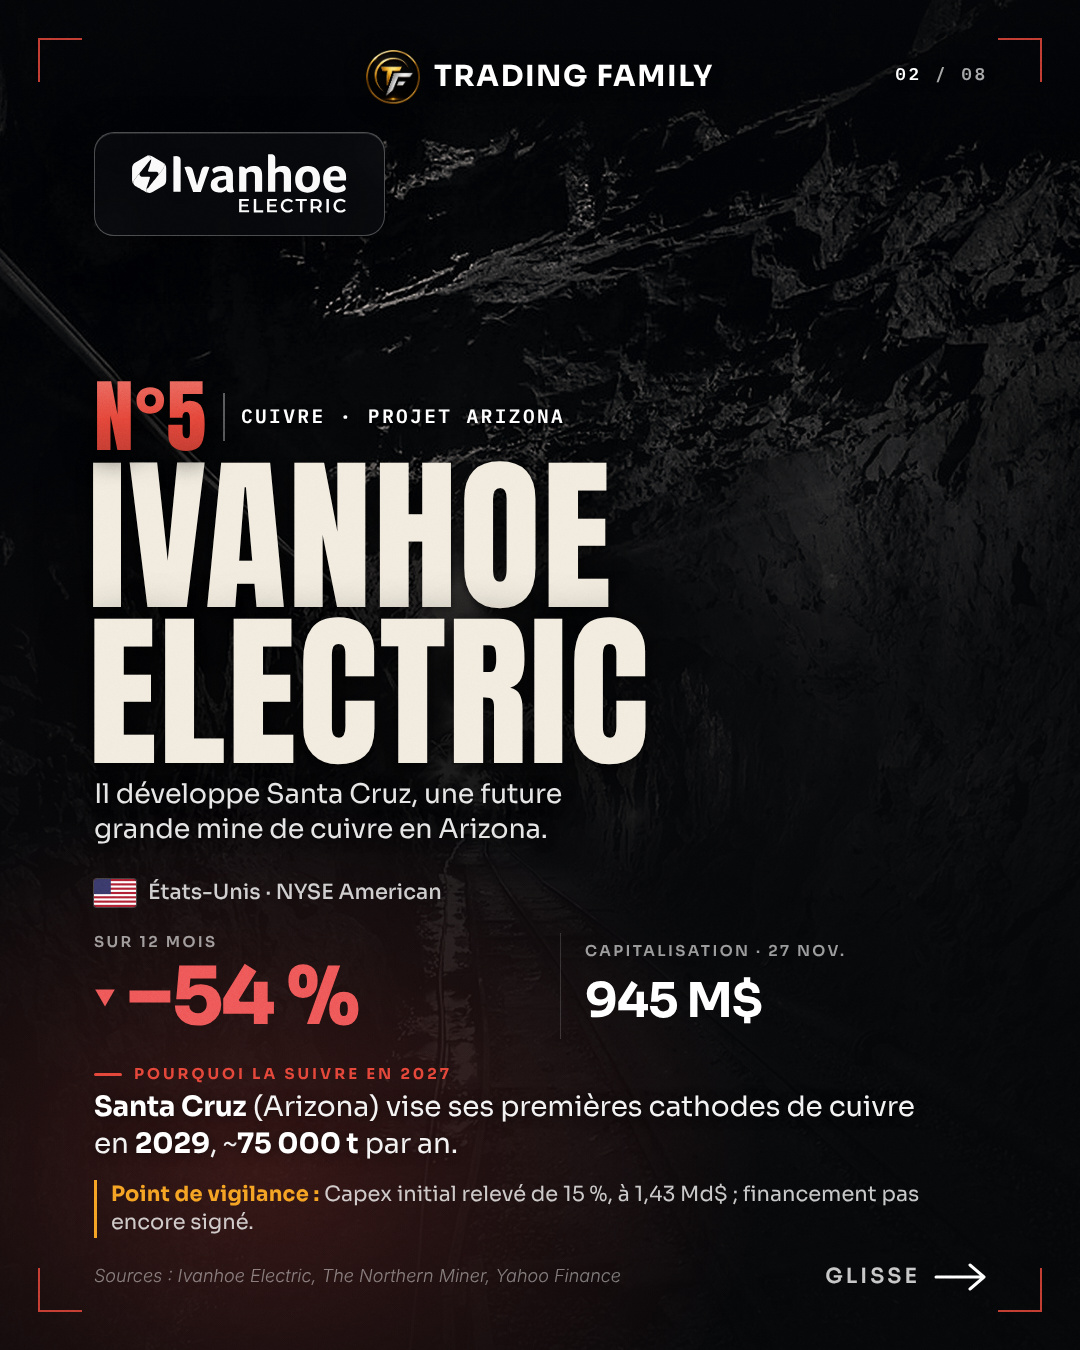 TF TRADING FAMILY
02 / 08
Ivanhoe
ELECTRIC
N°5
CUIVRE · PROJET ARIZONA
IVANHOE
ELECTRIC
Il développe Santa Cruz, une future
grande mine de cuivre en Arizona.
États-Unis · NYSE American
SUR 12 MOIS
▼ −54 %
CAPITALISATION · 27 NOV.
945 M$
POURQUOI LA SUIVRE EN 2027
Santa Cruz (Arizona) vise ses premières cathodes de cuivre
en 2029, ~75 000 t par an.
Point de vigilance : Capex initial relevé de 15 %, à 1,43 Md$ ; financement pas
encore signé.
Sources : Ivanhoe Electric, The Northern Miner, Yahoo Finance
GLISSE →